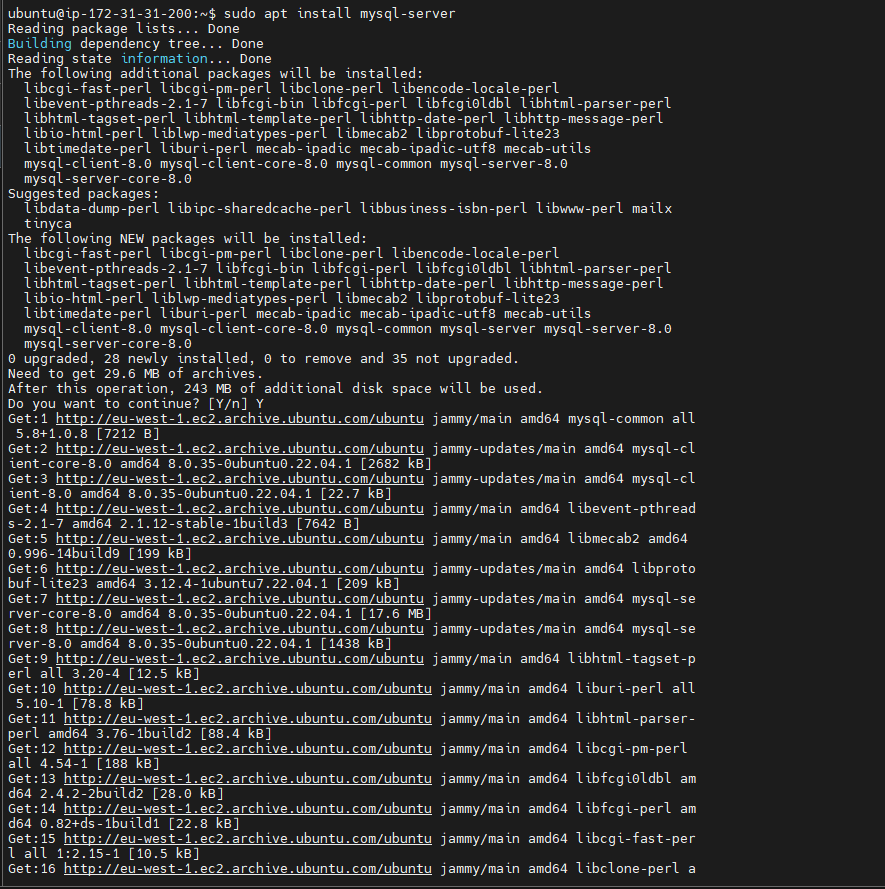 ubuntu@ip-172-31-31-200:~$ sudo apt install mysql-server
Reading package lists... Done
Building dependency tree... Done
Reading state information... Done
The following additional packages will be installed:
  libcgi-fast-perl libcgi-pm-perl libclone-perl libencode-locale-perl
  libevent-pthreads-2.1-7 libfcgi-bin libfcgi-perl libfcgi0ldbl libhtml-parser-perl
  libhtml-tagset-perl libhtml-template-perl libhttp-date-perl libhttp-message-perl
  libio-html-perl liblwp-mediatypes-perl libmecab2 libprotobuf-lite23
  libtimedate-perl liburi-perl mecab-ipadic mecab-ipadic-utf8 mecab-utils
  mysql-client-8.0 mysql-client-core-8.0 mysql-common mysql-server-8.0
  mysql-server-core-8.0
Suggested packages:
  libdata-dump-perl libipc-sharedcache-perl libbusiness-isbn-perl libwww-perl mailx
  tinyca
The following NEW packages will be installed:
  libcgi-fast-perl libcgi-pm-perl libclone-perl libencode-locale-perl
  libevent-pthreads-2.1-7 libfcgi-bin libfcgi-perl libfcgi0ldbl libhtml-parser-perl
  libhtml-tagset-perl libhtml-template-perl libhttp-date-perl libhttp-message-perl
  libio-html-perl liblwp-mediatypes-perl libmecab2 libprotobuf-lite23
  libtimedate-perl liburi-perl mecab-ipadic mecab-ipadic-utf8 mecab-utils
  mysql-client-8.0 mysql-client-core-8.0 mysql-common mysql-server mysql-server-8.0
  mysql-server-core-8.0
0 upgraded, 28 newly installed, 0 to remove and 35 not upgraded.
Need to get 29.6 MB of archives.
After this operation, 243 MB of additional disk space will be used.
Do you want to continue? [Y/n] Y
Get:1 http://eu-west-1.ec2.archive.ubuntu.com/ubuntu jammy/main amd64 mysql-common all
 5.8+1.0.8 [7212 B]
Get:2 http://eu-west-1.ec2.archive.ubuntu.com/ubuntu jammy-updates/main amd64 mysql-cl
ient-core-8.0 amd64 8.0.35-0ubuntu0.22.04.1 [2682 kB]
Get:3 http://eu-west-1.ec2.archive.ubuntu.com/ubuntu jammy-updates/main amd64 mysql-cl
ient-8.0 amd64 8.0.35-0ubuntu0.22.04.1 [22.7 kB]
Get:4 http://eu-west-1.ec2.archive.ubuntu.com/ubuntu jammy/main amd64 libevent-pthread
s-2.1-7 amd64 2.1.12-stable-1build3 [7642 B]
Get:5 http://eu-west-1.ec2.archive.ubuntu.com/ubuntu jammy/main amd64 libmecab2 amd64
0.996-14build9 [199 kB]
Get:6 http://eu-west-1.ec2.archive.ubuntu.com/ubuntu jammy-updates/main amd64 libproto
buf-lite23 amd64 3.12.4-1ubuntu7.22.04.1 [209 kB]
Get:7 http://eu-west-1.ec2.archive.ubuntu.com/ubuntu jammy-updates/main amd64 mysql-se
rver-core-8.0 amd64 8.0.35-0ubuntu0.22.04.1 [17.6 MB]
Get:8 http://eu-west-1.ec2.archive.ubuntu.com/ubuntu jammy-updates/main amd64 mysql-se
rver-8.0 amd64 8.0.35-0ubuntu0.22.04.1 [1438 kB]
Get:9 http://eu-west-1.ec2.archive.ubuntu.com/ubuntu jammy/main amd64 libhtml-tagset-p
erl all 3.20-4 [12.5 kB]
Get:10 http://eu-west-1.ec2.archive.ubuntu.com/ubuntu jammy/main amd64 liburi-perl all
 5.10-1 [78.8 kB]
Get:11 http://eu-west-1.ec2.archive.ubuntu.com/ubuntu jammy/main amd64 libhtml-parser-
perl amd64 3.76-1build2 [88.4 kB]
Get:12 http://eu-west-1.ec2.archive.ubuntu.com/ubuntu jammy/main amd64 libcgi-pm-perl
all 4.54-1 [188 kB]
Get:13 http://eu-west-1.ec2.archive.ubuntu.com/ubuntu jammy/main amd64 libfcgi0ldbl am
d64 2.4.2-2build2 [28.0 kB]
Get:14 http://eu-west-1.ec2.archive.ubuntu.com/ubuntu jammy/main amd64 libfcgi-perl am
d64 0.82+ds-1build1 [22.8 kB]
Get:15 http://eu-west-1.ec2.archive.ubuntu.com/ubuntu jammy/main amd64 libcgi-fast-per
l all 1:2.15-1 [10.5 kB]
Get:16 http://eu-west-1.ec2.archive.ubuntu.com/ubuntu jammy/main amd64 libclone-perl a